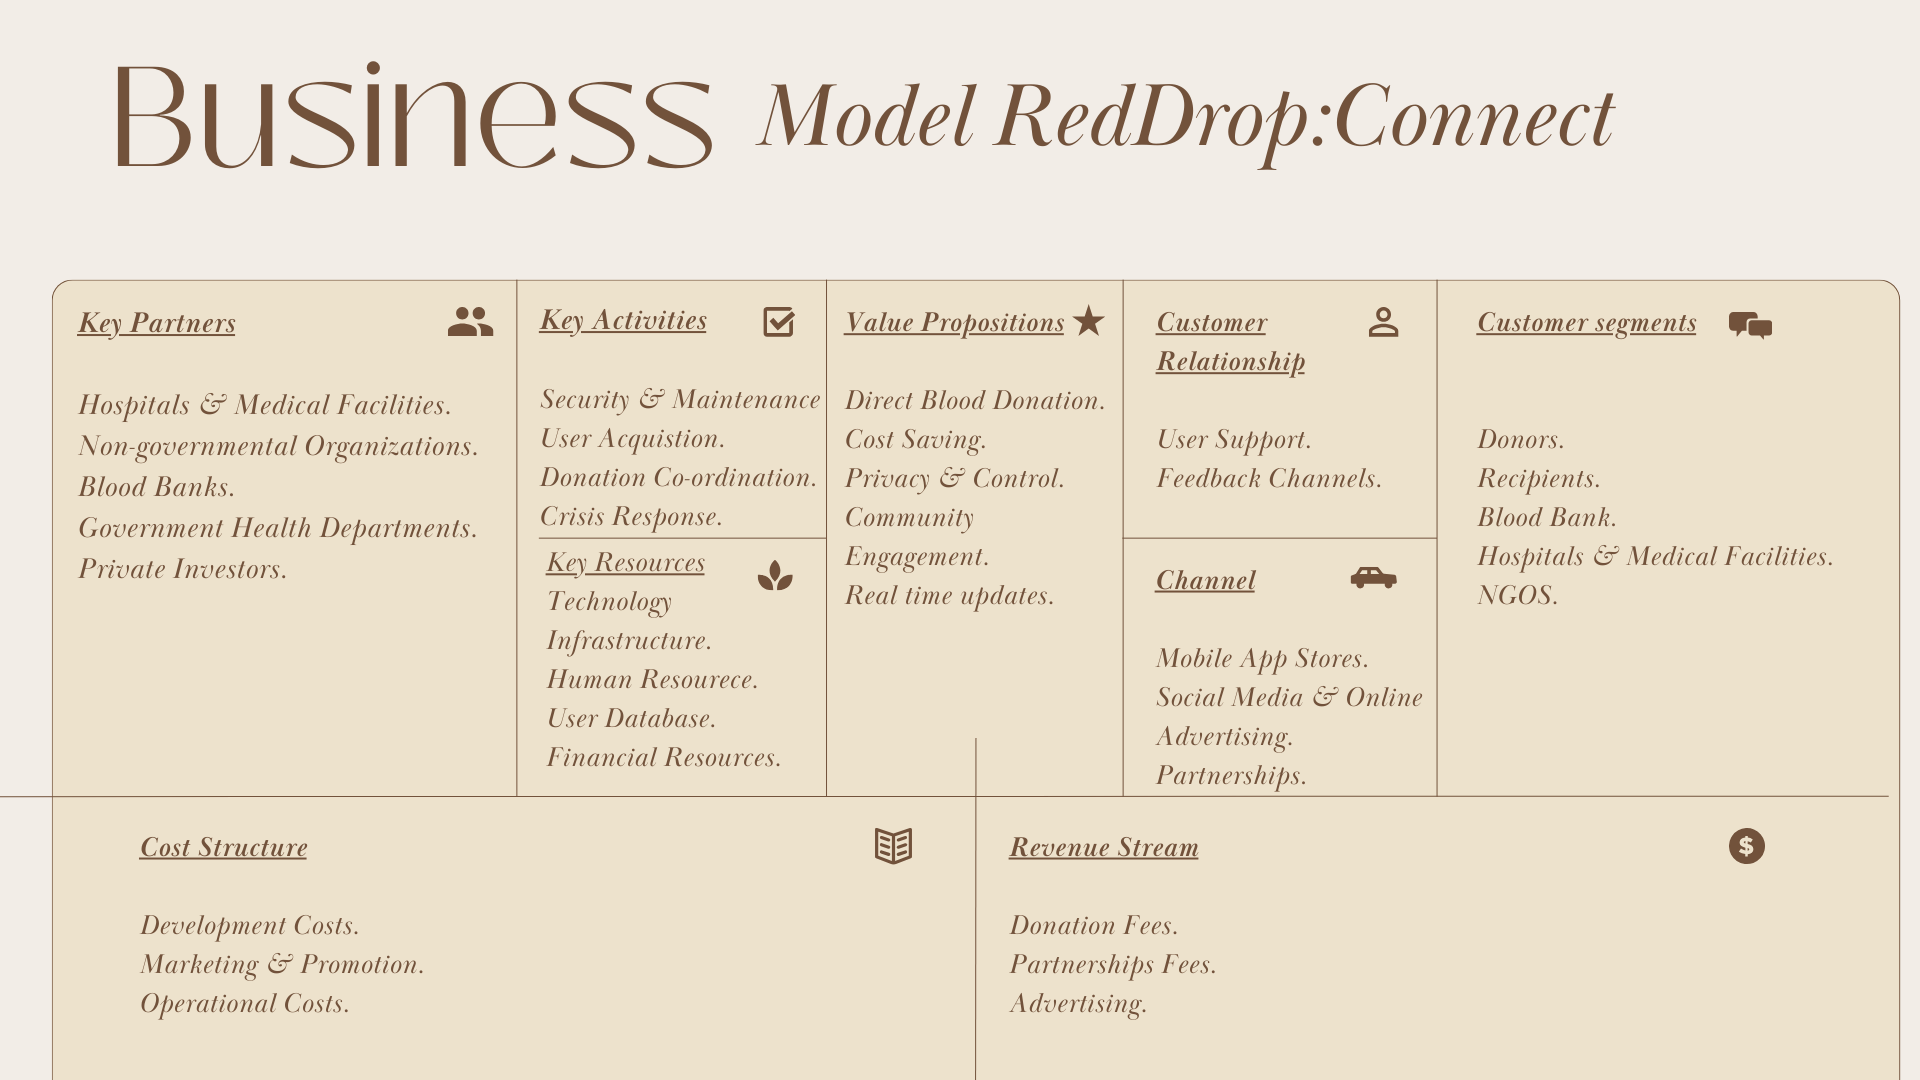 Business Model RedDrop:Connect
Key Partners
Hospitals & Medical Facilities.
Non-governmental Organizations.
Blood Banks.
Government Health Departments.
Private Investors.
Key Activities
Security & Maintenance
User Acquistion.
Donation Co-ordination.
Crisis Response.
Key Resources
Technology
Infrastructure.
Human Resourece.
User Database.
Financial Resources.
Value Propositions
Direct Blood Donation.
Cost Saving.
Privacy & Control.
Community
Engagement.
Real time updates.
Customer
Relationship
User Support.
Feedback Channels.
Channel
Mobile App Stores.
Social Media & Online
Advertising.
Partnerships.
Customer segments
Donors.
Recipients.
Blood Bank.
Hospitals & Medical Facilities.
NGOS.
Cost Structure
Development Costs.
Marketing & Promotion.
Operational Costs.
Revenue Stream
$
Donation Fees.
Partnerships Fees.
Advertising.